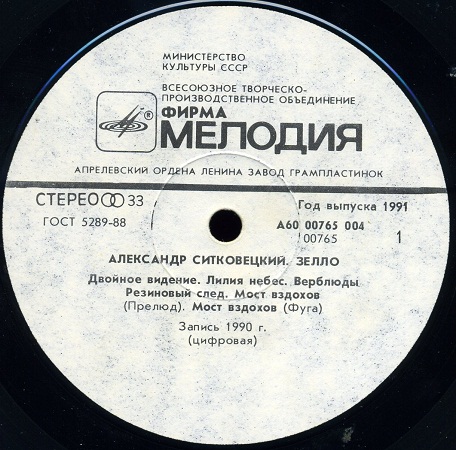 МИНИСТЕРСТВО
КУЛЬТУРЫ СССР
ВСЕСОЮЗНОЕ ТВОРЧЕСКО-
ПРОИЗВОДСТВЕННОЕ ОБЪЕДИНЕНИЕ
® ФИРМА
МЕЛОДИЯ
АПРЕЛЕВСКИЙ ОРДЕНА ЛЕНИНА ЗАВОД ГРАМПЛАСТИНОК
СТЕРЕО 33
Год выпуска 1991
ГОСТ 5289-88
А60 00765 004
00765
1
АЛЕКСАНДР СИТКОВЕЦКИЙ. ЗЕЛЛО
Двойное видение. Лилия небес. Верблюды
Резиновый след. Мост вздохов
(Прелюд). Мост вздохов (Фуга)
Запись 1990 г.
(цифровая)